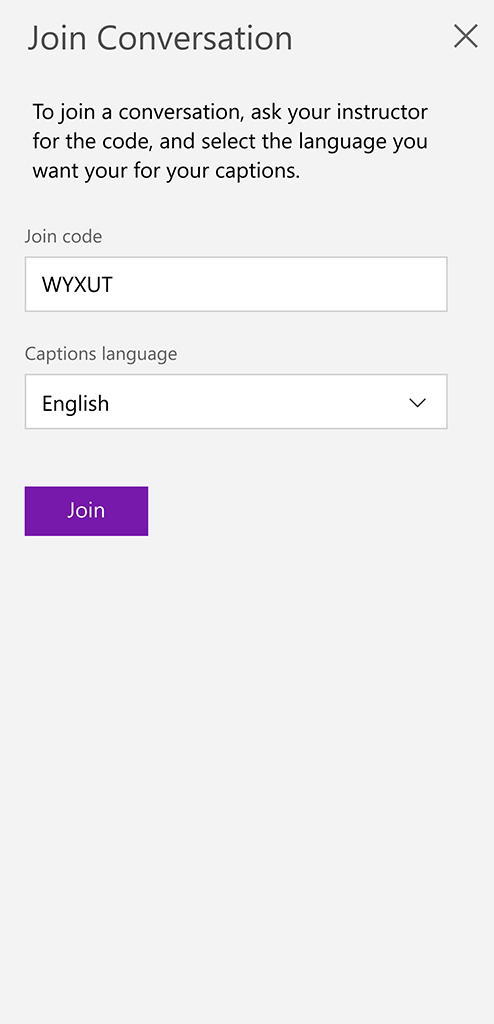 Join Conversation
To join a conversation, ask your instructor
for the code, and select the language you
want your for your captions.
Join code
WYXUT
Captions language
English
Join